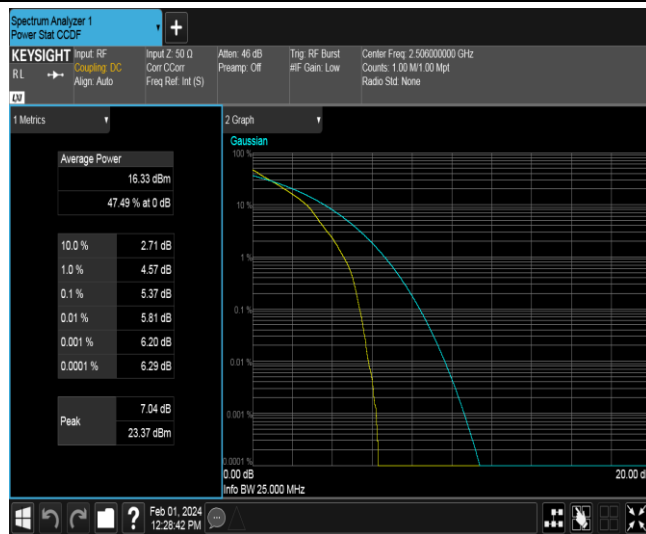 Spectrum Analyzer 1
Power Stat CCDF
+
KEYSIGHT
RL
LXI
Input: RF
Coupling: DC
Align: Auto
Input Z: 50 Ω
Corr CCorr
Freq Ref: Int (S)
Atten: 46 dB
Preamp: Off
Trig: RF Burst
#IF Gain: Low
Center Freq: 2.506000000 GHz
Counts: 1.00 M/1.00 Mpt
Radio Std: None
1 Metrics
Average Power
16.33 dBm
47.49 % at 0 dB
10.0 % 2.71 dB
1.0 % 4.57 dB
0.1 % 5.37 dB
0.01 % 5.81 dB
0.001 % 6.20 dB
0.0001 % 6.29 dB
Peak
7.04 dB
23.37 dBm
2 Graph
Gaussian
100 %
10 %
1 %
0.1 %
0.01 %
0.001 %
0.0001 %
0.00 dB
20.00 d
Info BW 25.000 MHz
?
Feb 01, 2024
12:28:42 PM